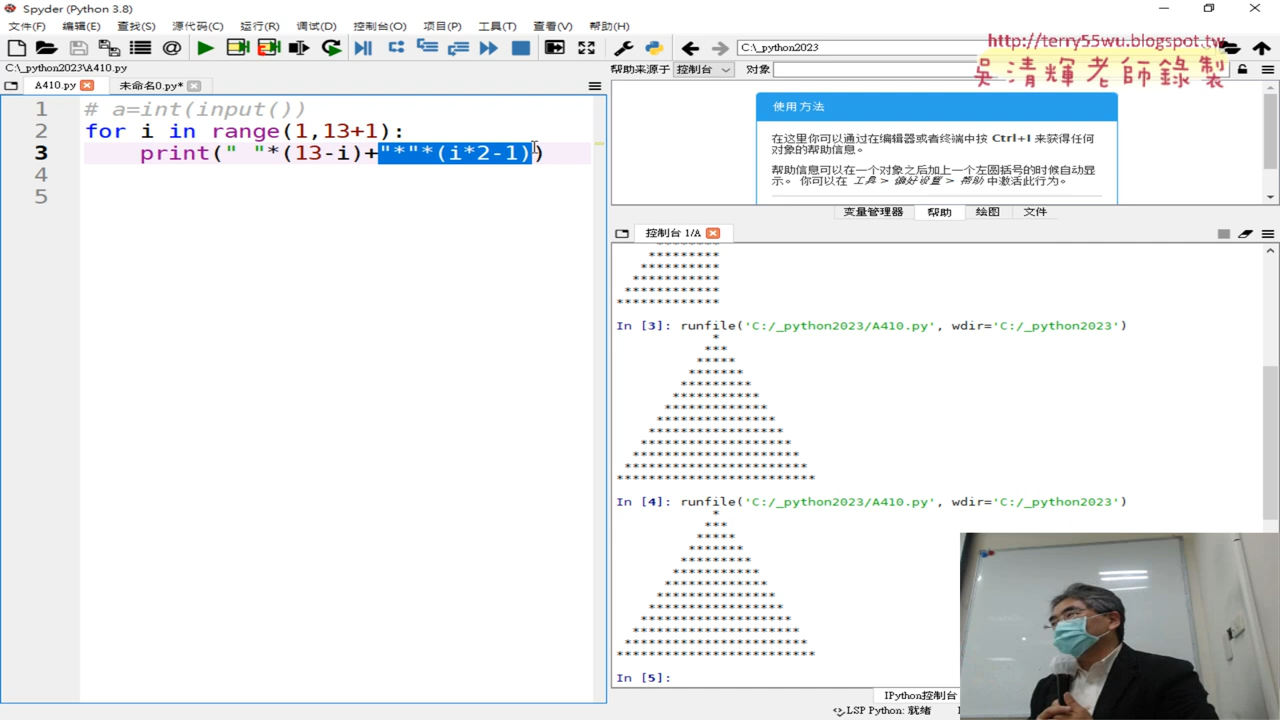 Spyder (Python 3.8)
文件(F) 编辑(E) 查找(S) 源代码(C) 运行(R) 调试(D) 控制台(O) 项目(P) 工具(T) 查看(V) 帮助(H)
C:\_python2023
http://terry55wu.blogspot.tw
吳清輝老師錄製
C:\_python2023\A410.py
帮助来源于 控制台 对象
A410.py 未命名0.py*
1 # a=int(input())
2 for i in range(1,13+1):
3 print(" "*(13-i)+"*"*(i*2-1))
4
5
使用方法
在这里你可以通过在编辑器或者终端中按 Ctrl+I 来获得任何
对象的帮助信息。
帮助信息可以在一个对象之后加上一个左圆括号的时候自动显
示。 你可以在 工具 > 偏好设置 > 帮助 中激活此行为。
变量管理器 帮助 绘图 文件
控制台 1/A
*********
**********
***********
************
*************
In [3]: runfile('C:/_python2023/A410.py', wdir='C:/_python2023')
*
***
*****
*******
*********
***********
*************
***************
*****************
*******************
*********************
***********************
*************************
In [4]: runfile('C:/_python2023/A410.py', wdir='C:/_python2023')
*
***
*****
*******
*********
***********
*************
***************
*****************
*******************
*********************
***********************
*************************
In [5]:
IPython控制台
LSP Python: 就绪